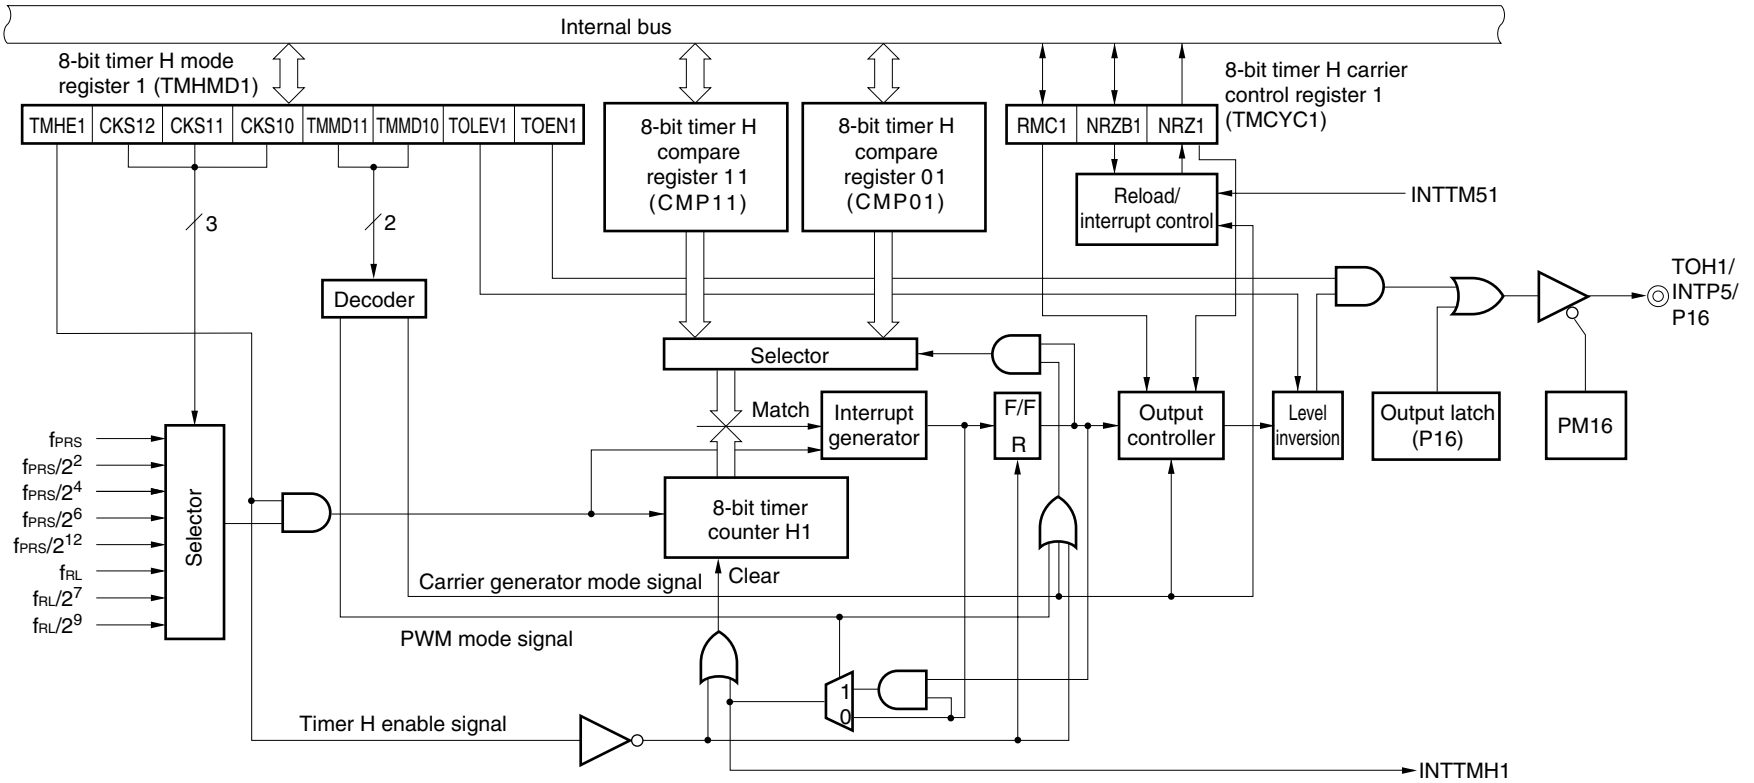 Internal bus
8-bit timer H mode
register 1 (TMHMD1)
8-bit timer H carrier
control register 1
(TMCYC1)
TMHE1 CKS12 CKS11 CKS10 TMMD11 TMMD10 TOLEV1 TOEN1
8-bit timer H
compare
register 11
(CMP11)
8-bit timer H
compare
register 01
(CMP01)
RMC1 NRZB1 NRZ1
Reload/
interrupt control
INTTM51
3
2
Decoder
TOH1/
INTP5/
P16
Selector
Match
Interrupt
generator
F/F
R
Output
controller
Level
inversion
Output latch
(P16)
PM16
fPRS
fPRS/2²
fPRS/2⁴
fPRS/2⁶
fPRS/2¹²
fRL
fRL/2⁷
fRL/2⁹
Selector
8-bit timer
counter H1
Carrier generator mode signal
Clear
PWM mode signal
1
0
Timer H enable signal
INTTMH1